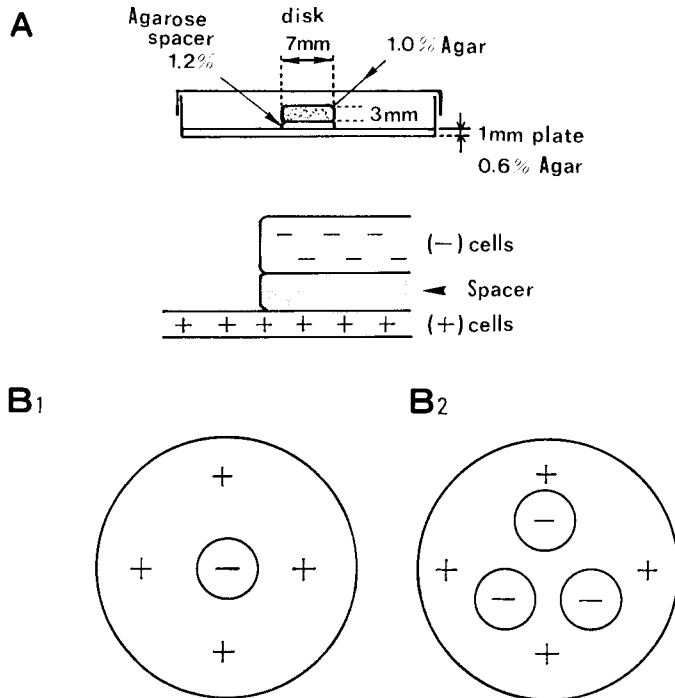 A
Agarose
spacer
1.2%
disk
7mm
1.0% Agar
3mm
1mm plate
0.6% Agar
− − −
− −
(−) cells
Spacer
+ + + + + +
(+) cells
B1
+
+ − +
+
B2
+
−
+ +
− −
+